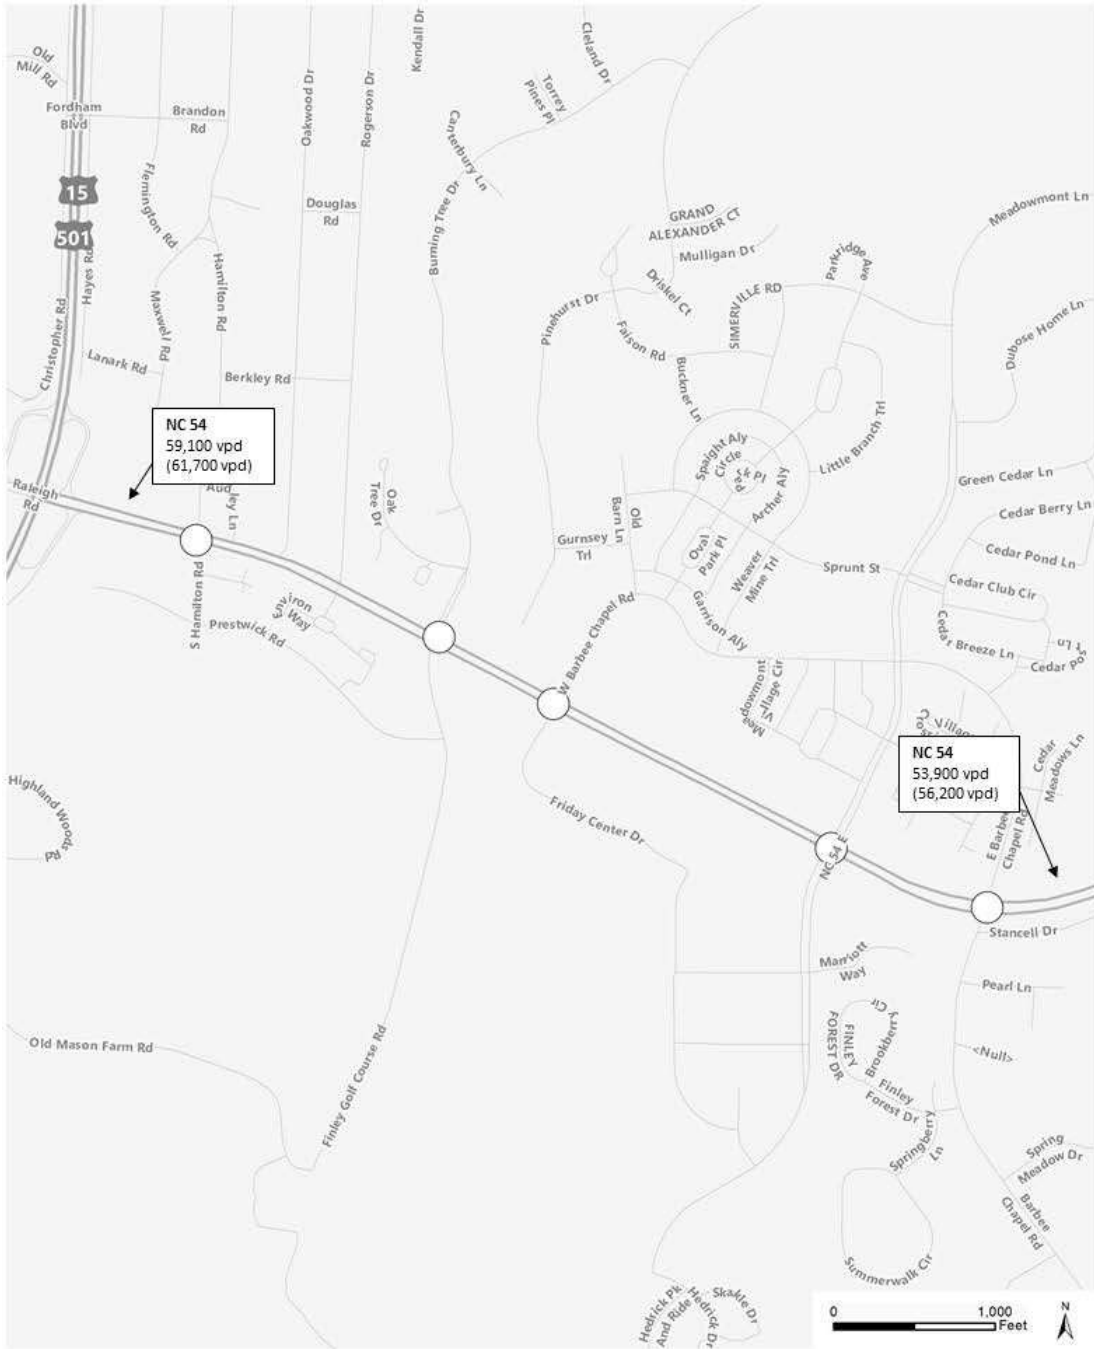 Old
Mill Rd
Fordham
Blvd
15
501
Brandon
Rd
Flemington Rd
Hamilton Rd
Maxwell Rd
Hayes Rd
Christopher Rd
Lanark Rd
Berkley Rd
Oakwood Dr
Rogerson Dr
Kendall Dr
Douglas
Rd
Canterbury Ln
Burning Tree Dr
Torrey
Pines Pl
Cleland Dr
GRAND
ALEXANDER CT
Mulligan Dr
Driskel Ct
Pinehurst Dr
Faison Rd
SIMERVILLE RD
Parkridge Ave
Meadowmont Ln
Dubose Home Ln
Buckner Ln
Little Branch Trl
Spaight Aly
Circle
Archer Aly
Green Cedar Ln
Cedar Berry Ln
Cedar Pond Ln
Cedar Club Cir
Cedar Breeze Ln
Sprunt St
Old
Barn Ln
Gurnsey
Trl
Oval
Park Pl
Weaver
Mine Trl
Garrison Aly
W Barbee Chapel Rd
Meadowmont
Village Cir
NC 54
59,100 vpd
(61,700 vpd)
Raleigh
Rd
Oak
Tree Dr
S Hamilton Rd
Prestwick Rd
NC 54
53,900 vpd
(56,200 vpd)
Cedar
Meadows Ln
E Barbee
Chapel Rd
Highland Woods
Rd
Friday Center Dr
NC 54 E
Stancell Dr
Marriott
Way
Pearl Ln
<Null>
Brookberry Cir
FINLEY
FOREST DR
Finley
Forest Dr
Springberry
Ln
Spring
Meadow Dr
Barbee
Chapel Rd
Summerwalk Cir
Old Mason Farm Rd
Finley Golf Course Rd
Hedrick Pk
And Ride
Hedrick Dr
Skakle Dr
0 1,000
Feet
N